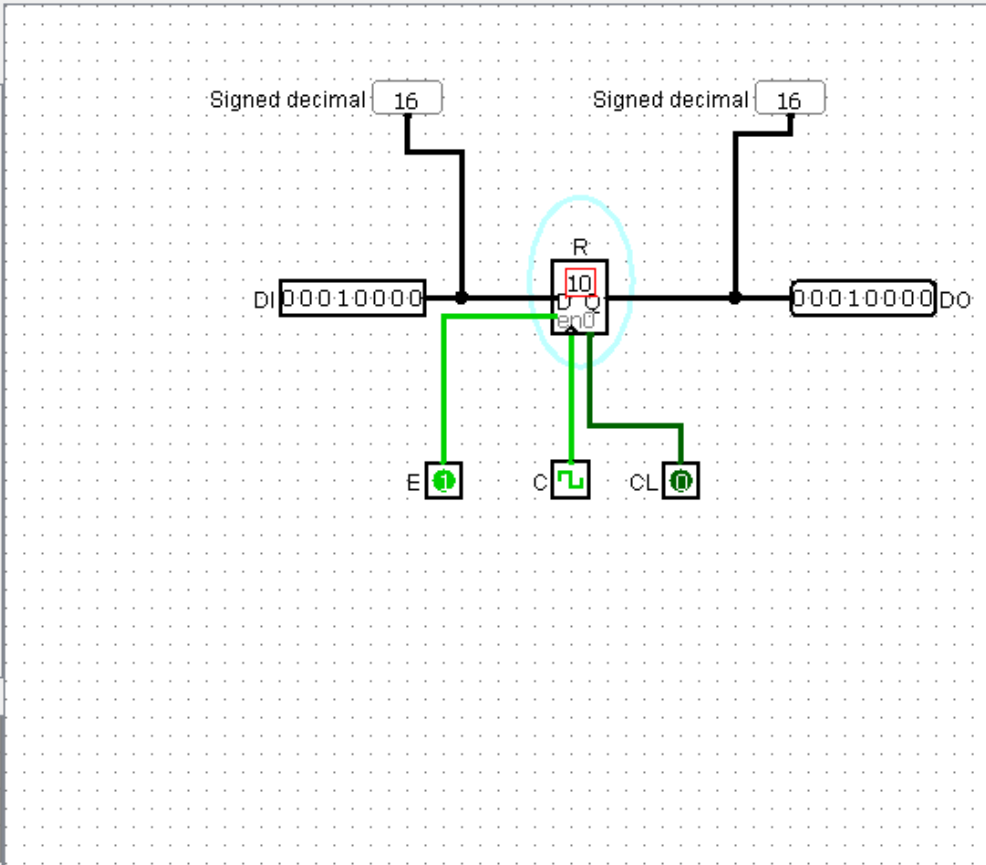 Signed decimal 16 Signed decimal 16
R
10
DI 00010000 D Q 00010000 DO
en 0
E 1 C CL 0